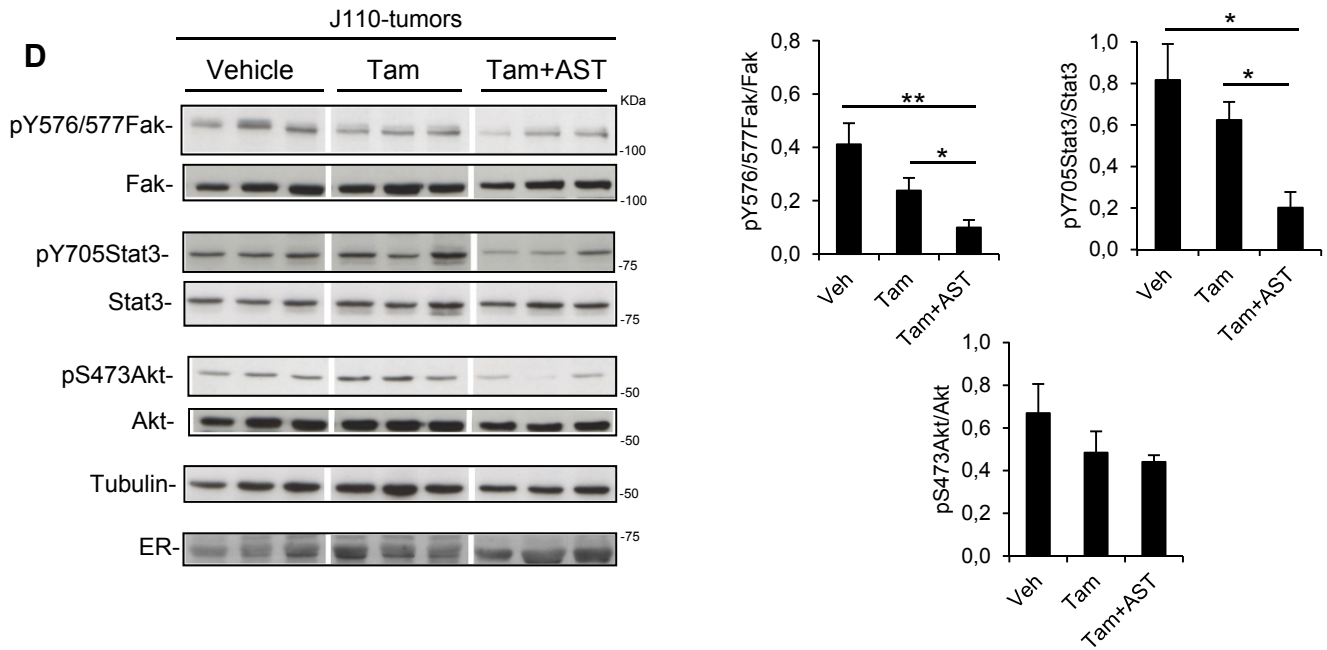 J110-tumors
D
Vehicle Tam Tam+AST
KDa
pY576/577Fak-
-100
Fak-
-100
pY705Stat3-
-75
Stat3-
-75
pS473Akt-
-50
Akt-
-50
Tubulin-
-50
ER-
-75
pY576/577Fak/Fak
0,8
0,6
0,4
0,2
0,0
**
*
Veh
Tam
Tam+AST
pY705Stat3/Stat3
1,0
0,8
0,6
0,4
0,2
0,0
*
*
Veh
Tam
Tam+AST
pS473Akt/Akt
1,0
0,8
0,6
0,4
0,2
0,0
Veh
Tam
Tam+AST